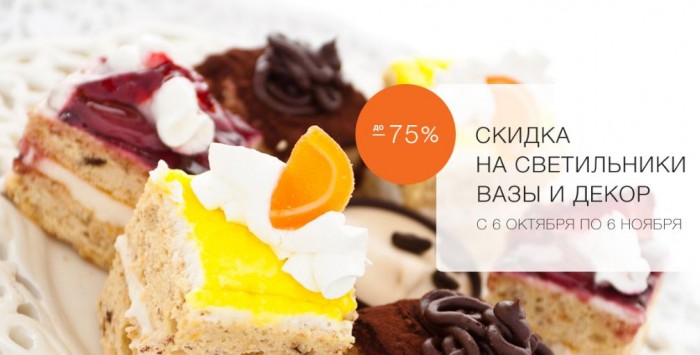 до
–75%
СКИДКА
НА СВЕТИЛЬНИКИ
ВАЗЫ И ДЕКОР
С 6 ОКТЯБРЯ ПО 6 НОЯБРЯ